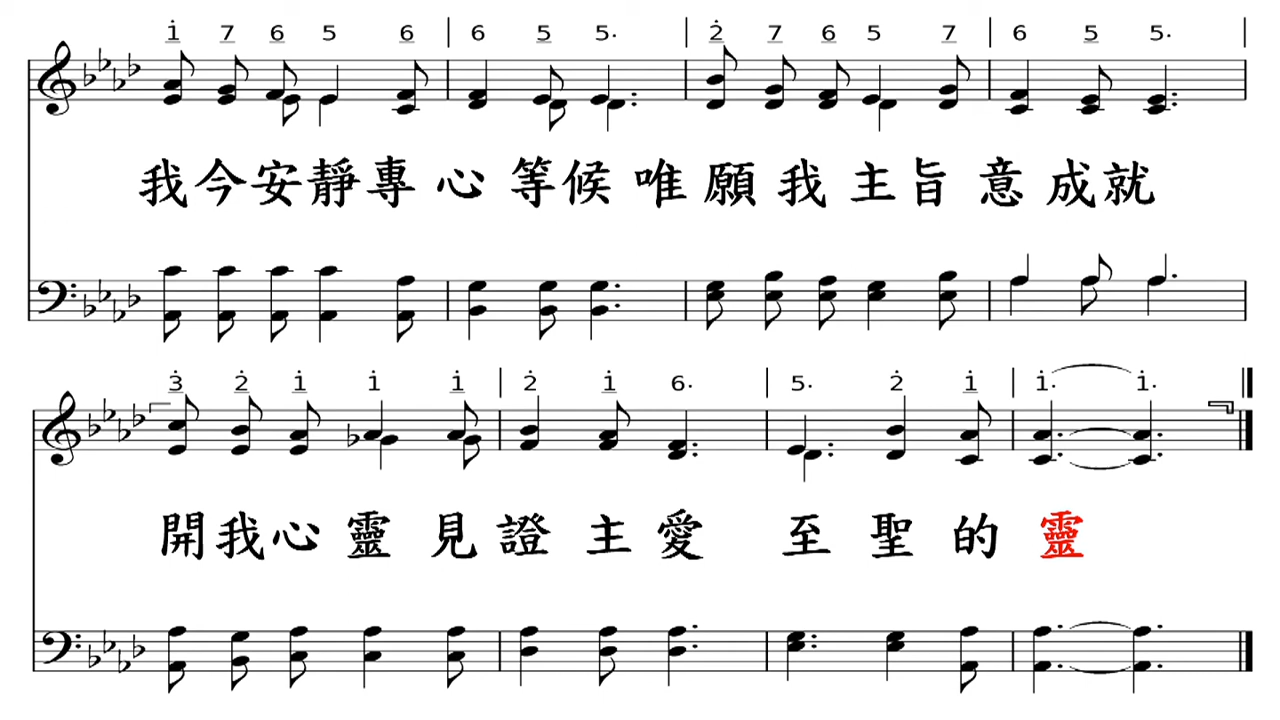 1̇ 7 6 5 6 | 6 5 5. | 2̇ 7 6 5 7 | 6 5 5. |
我今安靜專心等候唯願我主旨意成就
3̇ 2̇ 1̇ 1̇ 1̇ | 2̇ 1̇ 6. | 5. 2̇ 1̇ | 1̇. 1̇.
開我心靈見證主愛至聖的靈